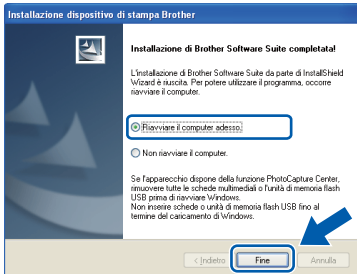 Installazione dispositivo di stampa Brother
Installazione di Brother Software Suite completata!
L'installazione di Brother Software Suite da parte di InstallShield
Wizard è riuscita. Per potere utilizzare il programma, occorre
riavviare il computer.
Riavviare il computer adesso.
Non riavviare il computer.
Se l'apparecchio dispone della funzione PhotoCapture Center,
rimuovere tutte le schede multimediali o l'unità di memoria flash
USB prima di riavviare Windows.
Non inserire schede o unità di memoria flash USB fino al
termine del caricamento di Windows.
< Indietro
Fine
Annulla